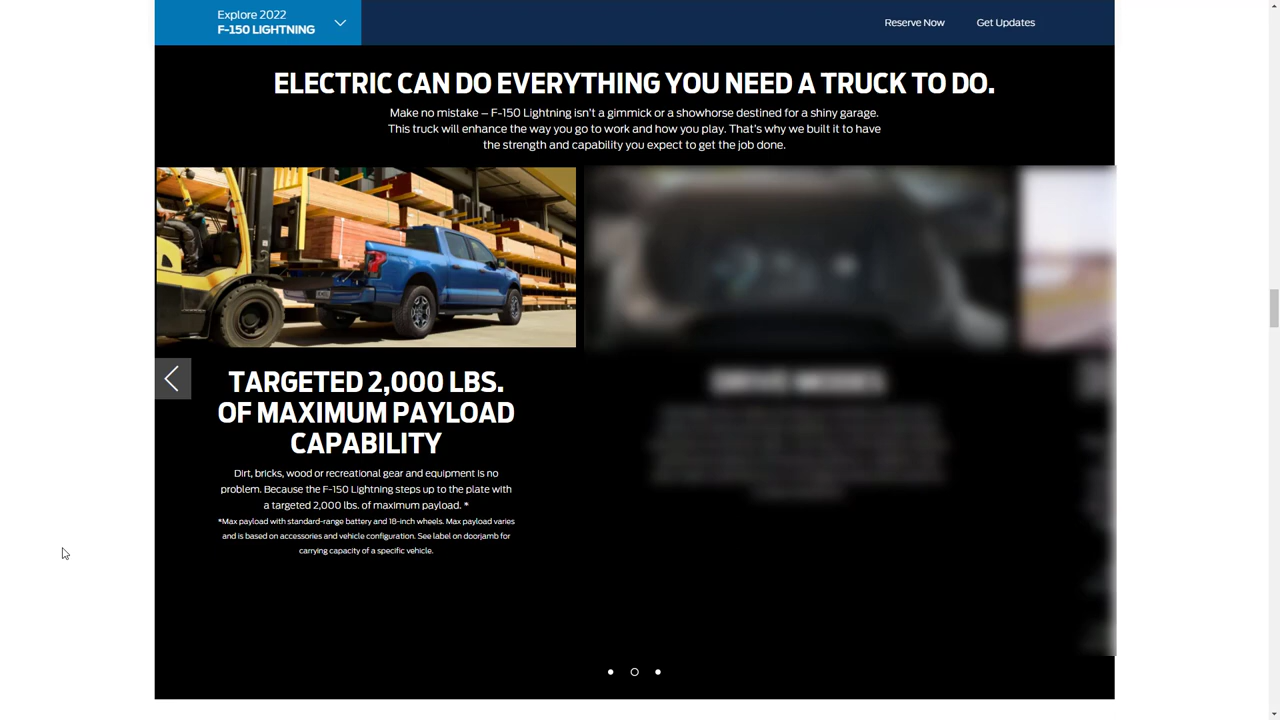 Explore 2022
F-150 LIGHTNING
Reserve Now
Get Updates
ELECTRIC CAN DO EVERYTHING YOU NEED A TRUCK TO DO.
Make no mistake – F-150 Lightning isn't a gimmick or a showhorse destined for a shiny garage.
This truck will enhance the way you go to work and how you play. That's why we built it to have
the strength and capability you expect to get the job done.
TARGETED 2,000 LBS.
OF MAXIMUM PAYLOAD
CAPABILITY
Dirt, bricks, wood or recreational gear and equipment is no
problem. Because the F-150 Lightning steps up to the plate with
a targeted 2,000 lbs. of maximum payload. *
*Max payload with standard-range battery and 18-inch wheels. Max payload varies
and is based on accessories and vehicle configuration. See label on doorjamb for
carrying capacity of a specific vehicle.
DRIVE MODES